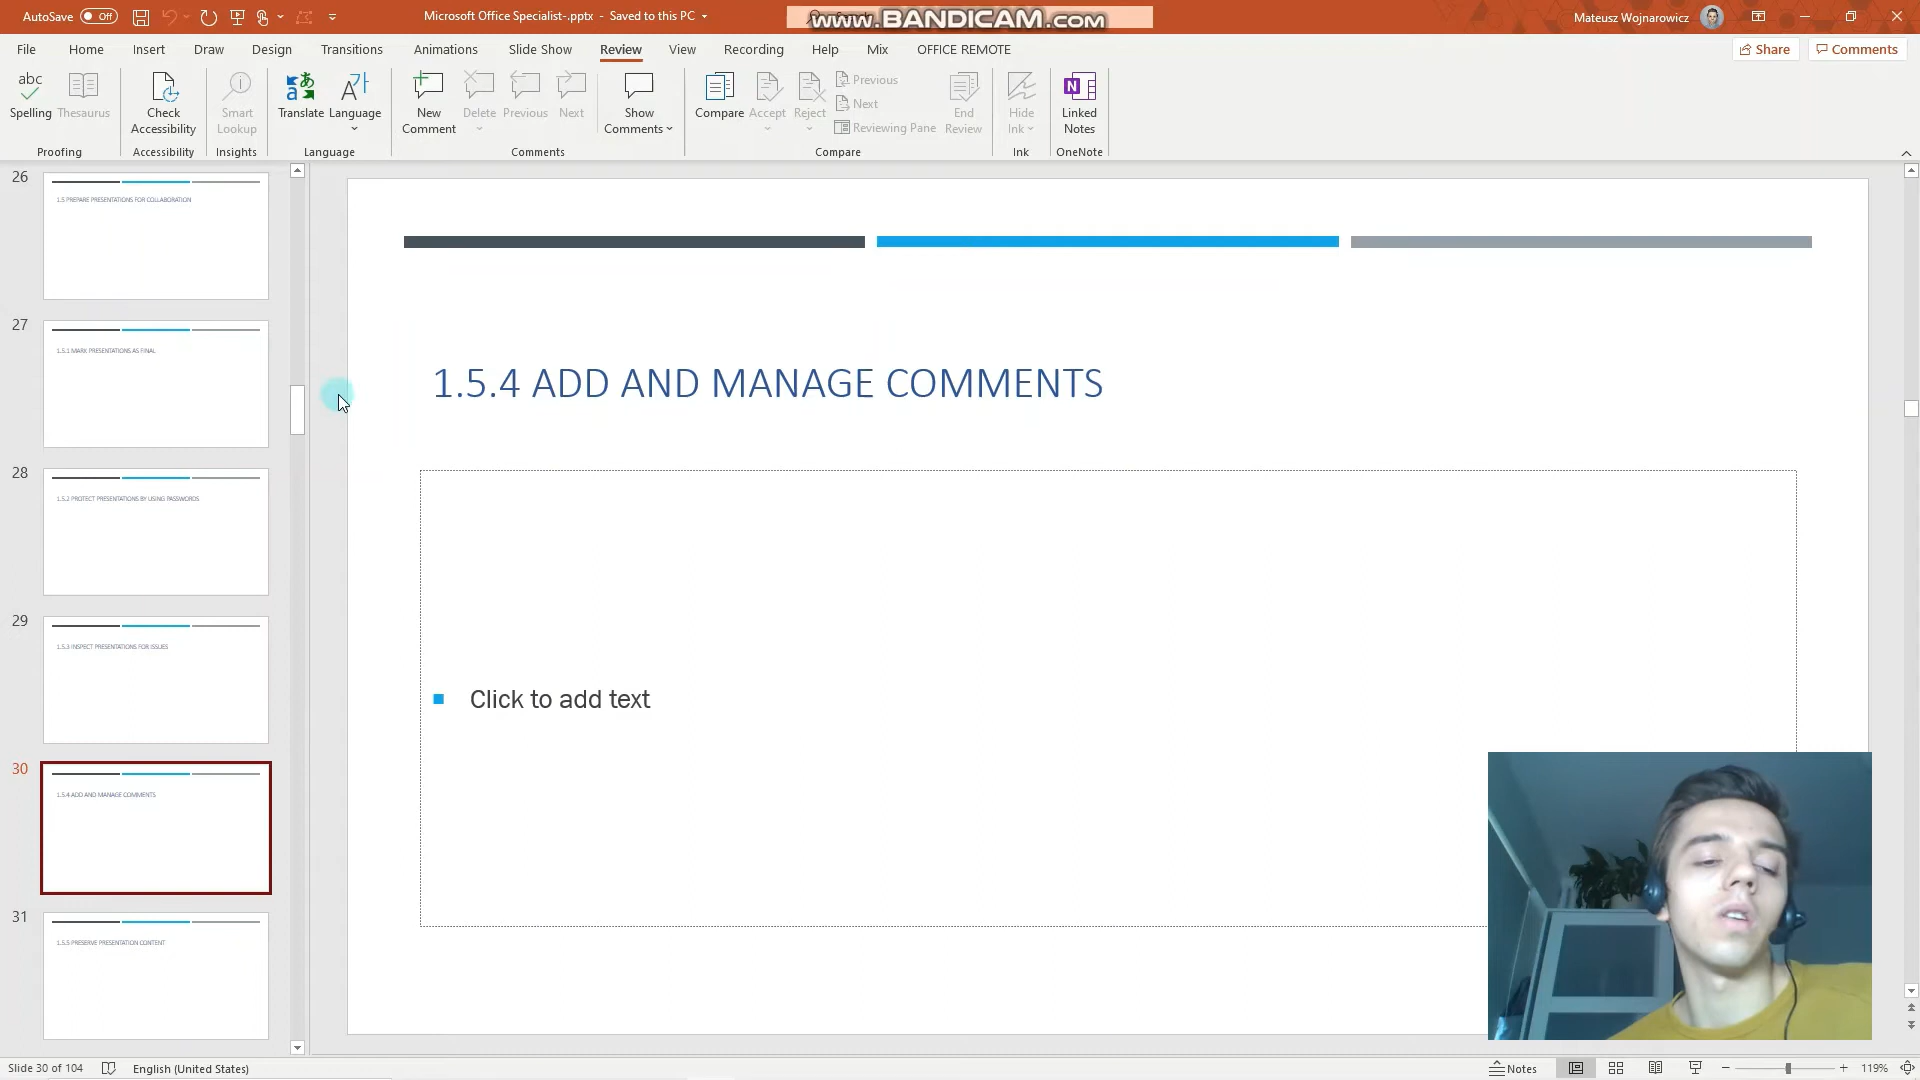 AutoSave Off
Microsoft Office Specialist-.pptx - Saved to this PC
www.BANDICAM.com
Mateusz Wojnarowicz
File Home Insert Draw Design Transitions Animations Slide Show Review View Recording Help Mix OFFICE REMOTE
Share Comments
abc
Spelling
Thesaurus
Proofing
Check
Accessibility
Accessibility
Smart
Lookup
Insights
Translate
Language
Language
New
Comment
Delete
Previous
Next
Show
Comments
Comments
Compare
Accept
Reject
Previous
Next
Reviewing Pane
End
Review
Compare
Hide
Ink
Ink
Linked
Notes
OneNote
26
1.5 PREPARE PRESENTATIONS FOR COLLABORATION
27
1.5.1 MARK PRESENTATIONS AS FINAL
28
1.5.2 PROTECT PRESENTATIONS BY USING PASSWORDS
29
1.5.3 INSPECT PRESENTATIONS FOR ISSUES
30
1.5.4 ADD AND MANAGE COMMENTS
31
1.5.5 PRESERVE PRESENTATION CONTENT
1.5.4 ADD AND MANAGE COMMENTS
Click to add text
Slide 30 of 104
English (United States)
Notes
119%